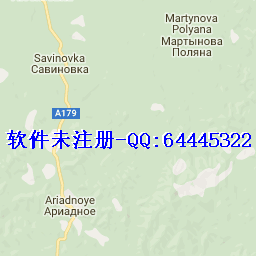 Martynova
Polyana
Мартынова
Поляна
Savinovka
Савиновка
A179
软件未注册-QQ:64445322
Ariadnoye
Ариадное